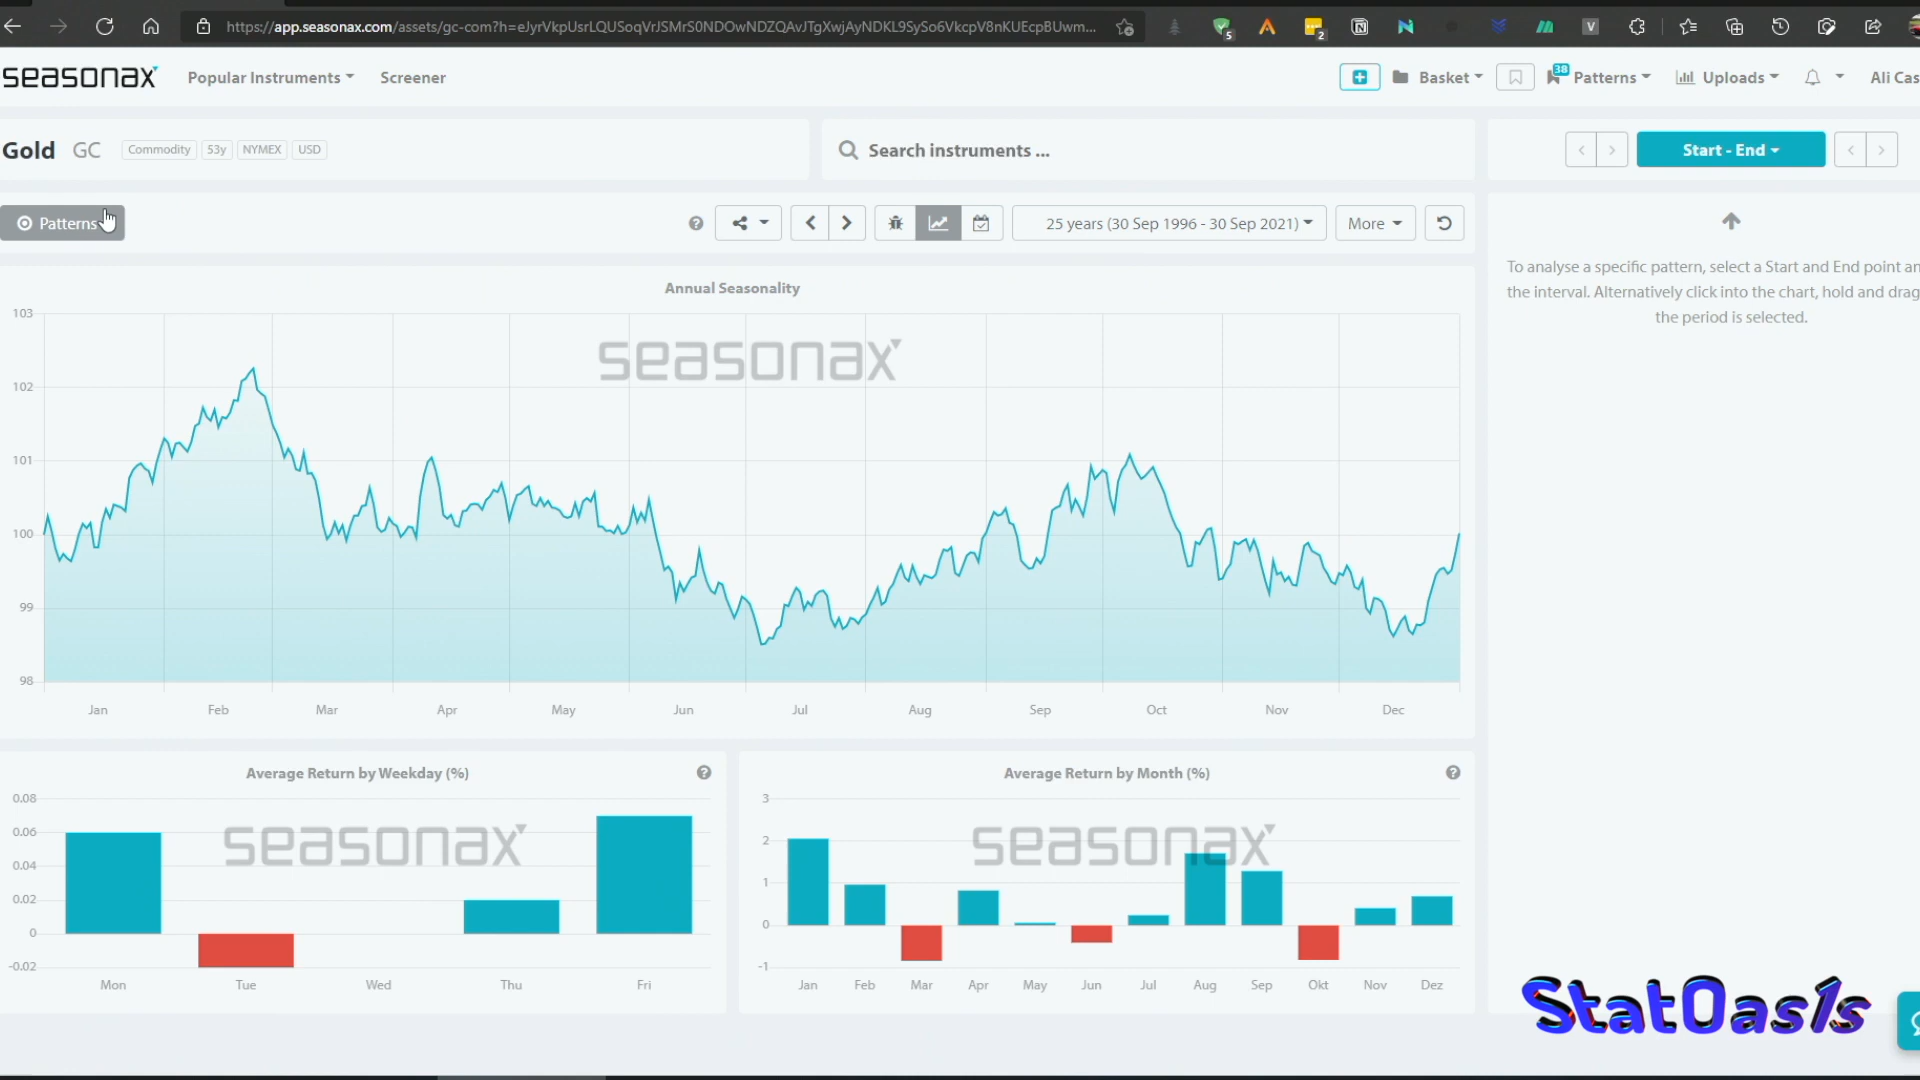 https://app.seasonax.com/assets/gc-com?h=eJyrVkpUsrLQUSoqVrJSMrS0NDOwNDZQAvJTgXwjAyNDKL9SySo6VkcpV8nKUEcpBUwm...
5
2
seasonax
Popular Instruments
Screener
Basket
38
Patterns
Uploads
Ali Cas
Gold GC
Commodity
53y
NYMEX
USD
Search instruments ...
Start - End
Patterns
25 years (30 Sep 1996 - 30 Sep 2021)
More
To analyse a specific pattern, select a Start and End point an
the interval. Alternatively click into the chart, hold and drag
the period is selected.
Annual Seasonality
seasonax
103
102
101
100
99
98
Jan Feb Mar Apr May Jun Jul Aug Sep Oct Nov Dec
Average Return by Weekday (%)
seasonax
0.08
0.06
0.04
0.02
0
-0.02
Mon Tue Wed Thu Fri
Average Return by Month (%)
seasonax
3
2
1
0
-1
Jan Feb Mar Apr May Jun Jul Aug Sep Okt Nov Dez
StatOas1s